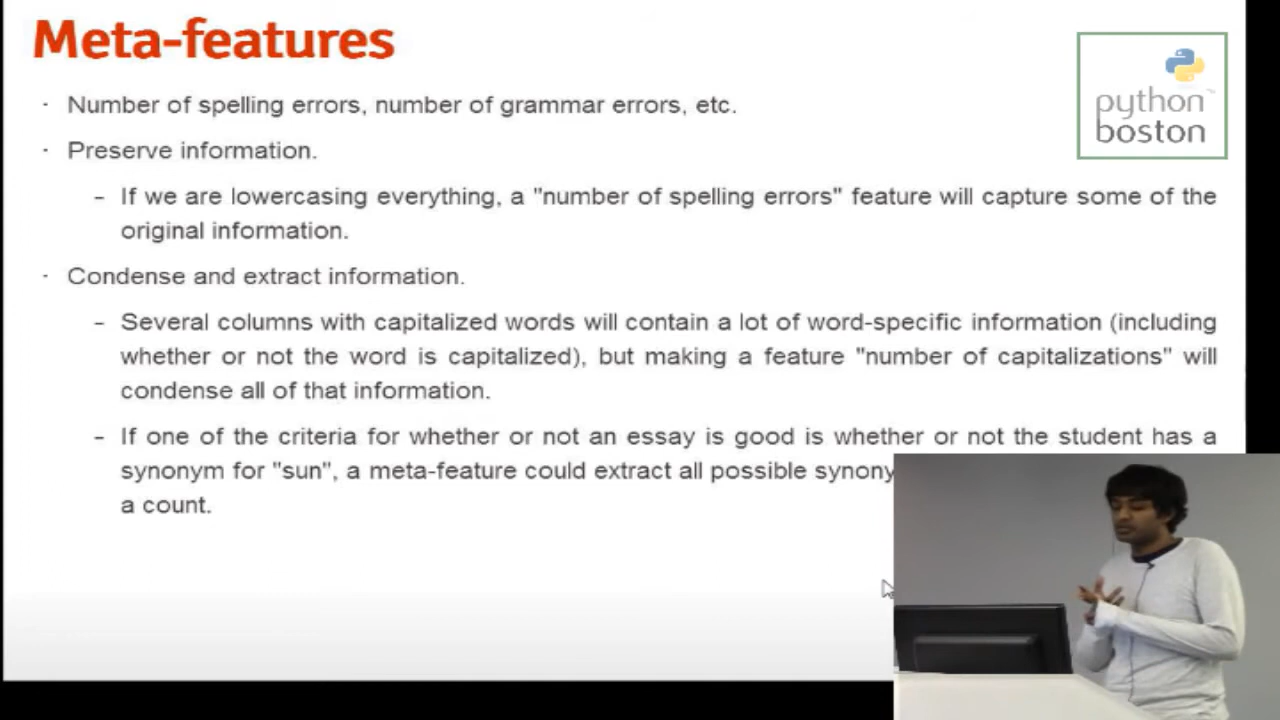 Meta-features
python™
boston
· Number of spelling errors, number of grammar errors, etc.
· Preserve information.
– If we are lowercasing everything, a "number of spelling errors" feature will capture some of the
original information.
· Condense and extract information.
– Several columns with capitalized words will contain a lot of word-specific information (including
whether or not the word is capitalized), but making a feature "number of capitalizations" will
condense all of that information.
– If one of the criteria for whether or not an essay is good is whether or not the student has a
synonym for "sun", a meta-feature could extract all possible
a count.